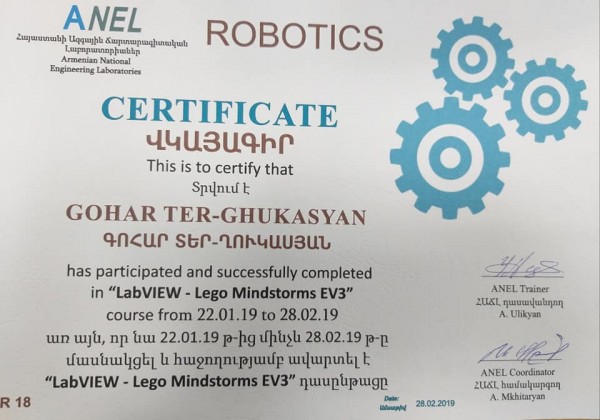 ANEL
Հայաստանի Ազգային Ճարտարագիտական
Լաբորատորիաներ
Armenian National
Engineering Laboratories
ROBOTICS
CERTIFICATE
ՎԿԱՅԱԳԻՐ
This is to certify that
Տրվում է
GOHAR TER-GHUKASYAN
ԳՈՀԱՐ ՏԵՐ-ՂՈՒԿԱՍՅԱՆ
has participated and successfully completed
in “LabVIEW - Lego Mindstorms EV3”
course from 22.01.19 to 28.02.19
առ այն, որ նա 22.01.19 թ-ից մինչև 28.02.19 թ-ը
մասնակցել և հաջողությամբ ավարտել է
“LabVIEW - Lego Mindstorms EV3” դասընթացը
ANEL Trainer
ՀԱՃԼ դասավանդող
A. Ulikyan
ANEL Coordinator
ՀԱՃԼ համակարգող
A. Mkhitaryan
R 18
Date:
Ամսաթիվ
28.02.2019